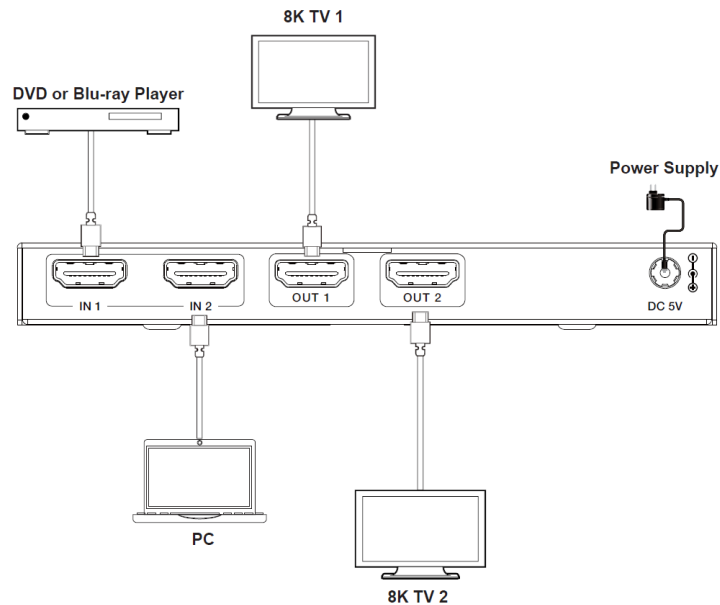 8K TV 1
DVD or Blu-ray Player
Power Supply
IN 1
IN 2
OUT 1
OUT 2
DC 5V
PC
8K TV 2